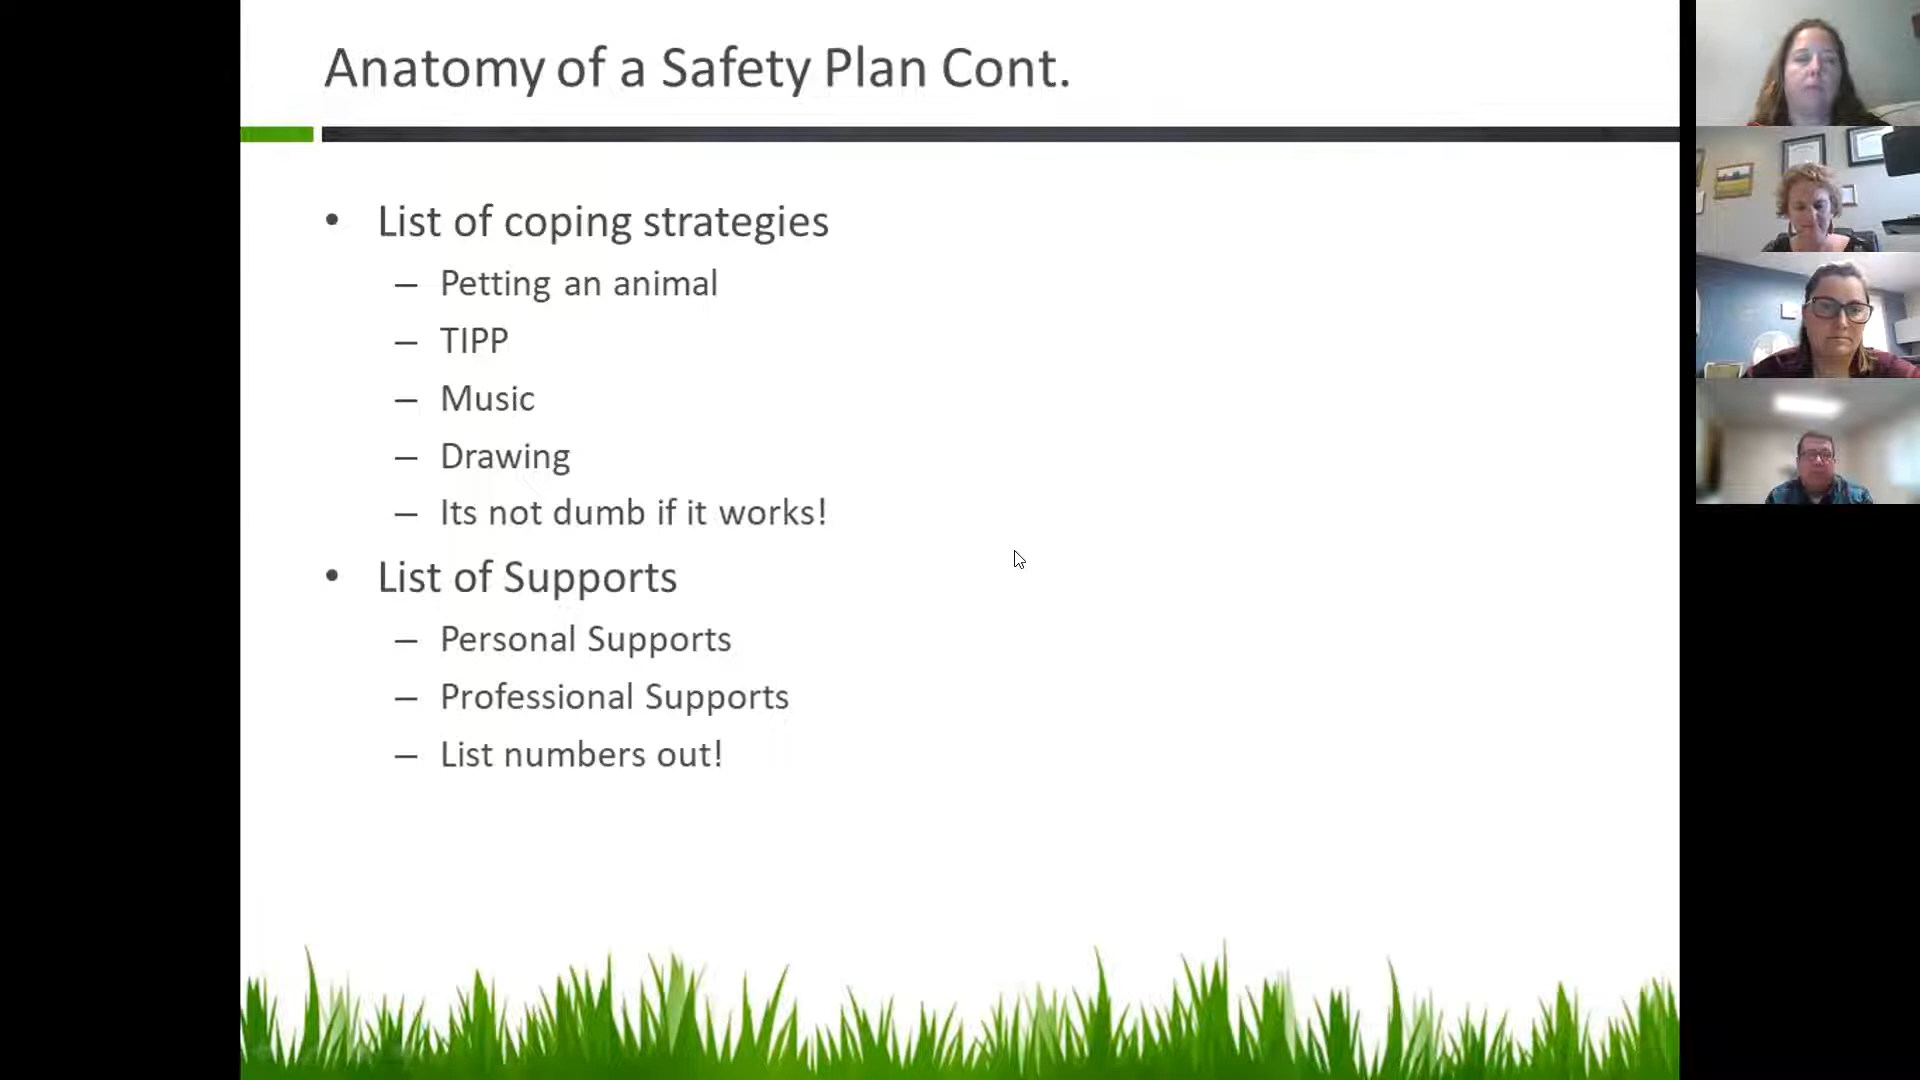 Anatomy of a Safety Plan Cont.
• List of coping strategies
– Petting an animal
– TIPP
– Music
– Drawing
– Its not dumb if it works!
• List of Supports
– Personal Supports
– Professional Supports
– List numbers out!